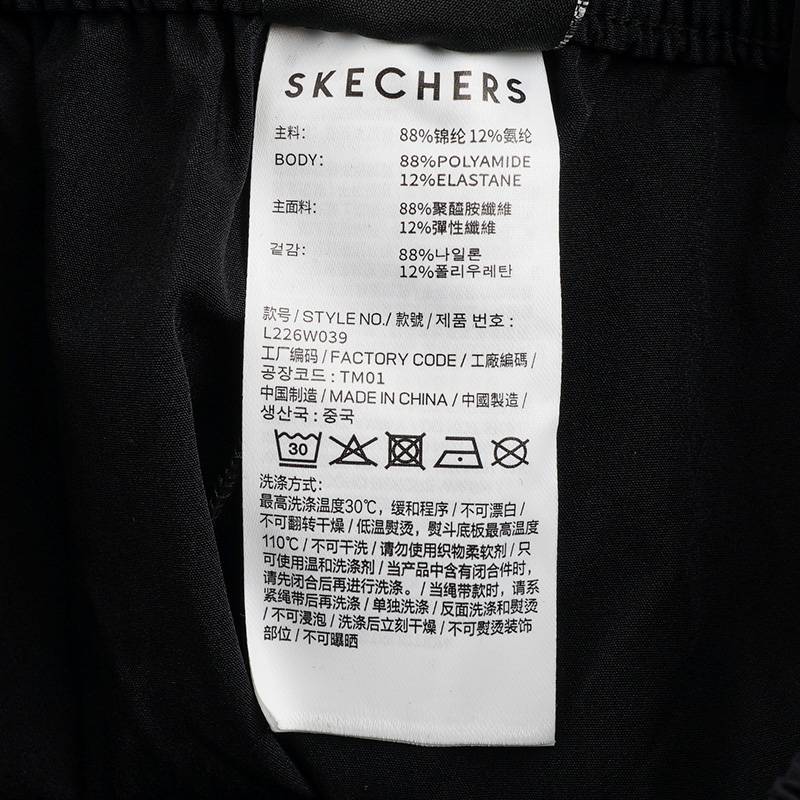 SKECHERS
主料： 88%锦纶 12%氨纶
BODY： 88%POLYAMIDE
12%ELASTANE
主面料： 88%聚醯胺纖維
12%彈性纖維
겉감： 88%나일론
12%폴리우레탄
款号 / STYLE NO./ 款號 / 제품 번호 :
L226W039
工厂编码 / FACTORY CODE / 工廠編碼 /
공장코드 : TM01
中国制造 / MADE IN CHINA / 中國製造 /
생산국 : 중국
30
洗涤方式：
最高洗涤温度30℃，缓和程序 / 不可漂白 /
不可翻转干燥 / 低温熨烫，熨斗底板最高温度
110℃ / 不可干洗 / 请勿使用织物柔软剂 / 只
可使用温和洗涤剂 / 当产品中含有闭合件时，
请先闭合后再进行洗涤。 / 当绳带款时，请系
紧绳带后再洗涤 / 单独洗涤 / 反面洗涤和熨烫
/ 不可浸泡 / 洗涤后立刻干燥 / 不可熨烫装饰
部位 / 不可曝晒